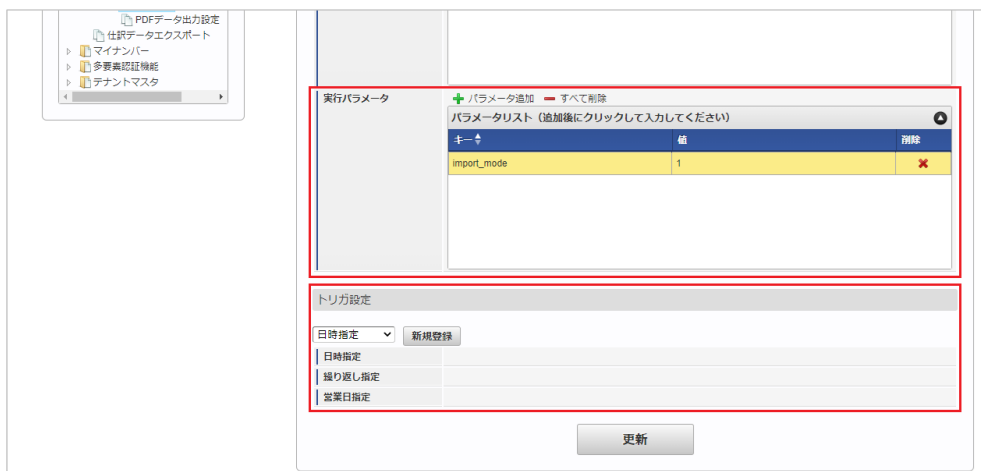 PDFデータ出力設定
仕訳データエクスポート
マイナンバー
多要素認証機能
テナントマスタ
実行パラメータ
パラメータ追加 すべて削除
パラメータリスト（追加後にクリックして入力してください）
キー 値 削除
import_mode 1
トリガ設定
日時指定 新規登録
日時指定
繰り返し指定
営業日指定
更新